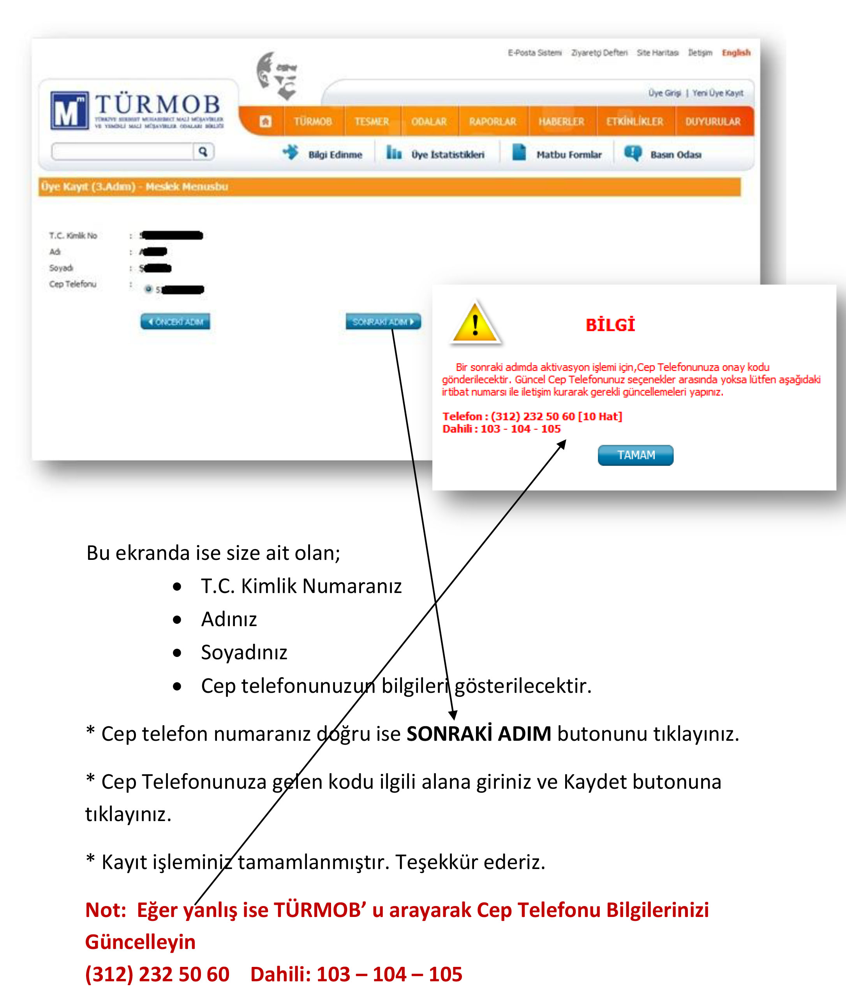 E-Posta Sistemi Ziyaretçi Defteri Site Haritası İletişim English
Üye Girişi | Yeni Üye Kayıt
TÜRMOB
TÜRKİYE SERBEST MUHASEBECİ MALİ MÜŞAVİRLER
VE YEMİNLİ MALİ MÜŞAVİRLER ODALARI BİRLİĞİ
TÜRMOB TESMER ODALAR RAPORLAR HABERLER ETKİNLİKLER DUYURULAR
Bilgi Edinme Üye İstatistikleri Matbu Formlar Basın Odası
Üye Kayıt (3.Adım) - Meslek Menusbu
T.C. Kimlik No : 5
Adı : A
Soyadı : Ş
Cep Telefonu : 5
ÖNCEKİ ADIM SONRAKİ ADIM
BİLGİ
Bir sonraki adımda aktivasyon işlemi için,Cep Telefonunuza onay kodu
gönderilecektir. Güncel Cep Telefonunuz seçenekler arasında yoksa lütfen aşağıdaki
irtibat numarsı ile iletişim kurarak gerekli güncellemeleri yapınız.
Telefon : (312) 232 50 60 [10 Hat]
Dahili : 103 - 104 - 105
TAMAM
Bu ekranda ise size ait olan;
• T.C. Kimlik Numaranız
• Adınız
• Soyadınız
• Cep telefonunuzun bilgileri gösterilecektir.
* Cep telefon numaranız doğru ise SONRAKİ ADIM butonunu tıklayınız.
* Cep Telefonunuza gelen kodu ilgili alana giriniz ve Kaydet butonuna
tıklayınız.
* Kayıt işleminiz tamamlanmıştır. Teşekkür ederiz.
Not: Eğer yanlış ise TÜRMOB’ u arayarak Cep Telefonu Bilgilerinizi
Güncelleyin
(312) 232 50 60 Dahili: 103 – 104 – 105